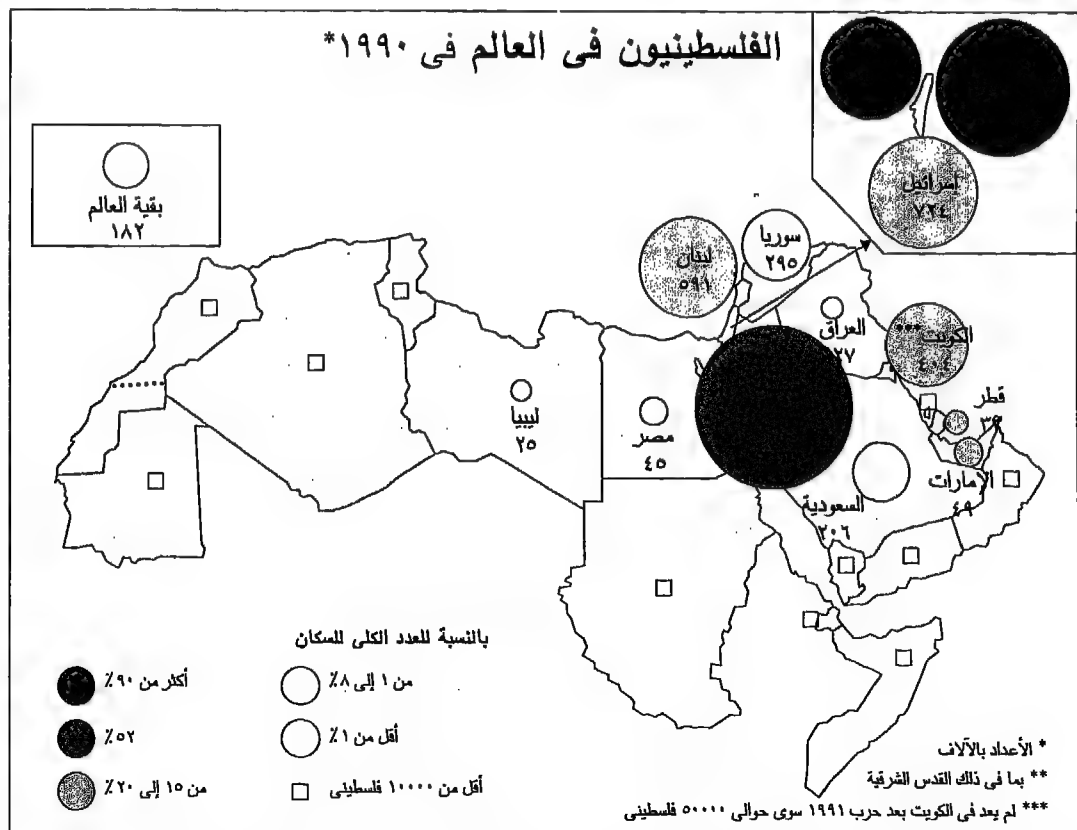 الفلسطينيون فى العالم فى ١٩٩٠*
بقية العالم
١٨٢
إسرائيل
٧٢٤
لبنان
٥٩١
سوريا
٢٩٥
العراق
٢٧
الكويت***
٤٠٤
قطر
٣٩
الإمارات
٤٩
السعودية
٢٠٦
مصر
٤٥
ليبيا
٢٥
بالنسبة للعدد الكلى للسكان
أكثر من ٩٠٪
من ١ إلى ٨٪
٥٢٪
أقل من ١٪
من ١٥ إلى ٢٠٪
أقل من ١٠٠٠٠ فلسطينى
* الأعداد بالآلاف
** بما فى ذلك القدس الشرقية
*** لم يعد فى الكويت بعد حرب ١٩٩١ سوى حوالى ٥٠٠٠٠ فلسطينى